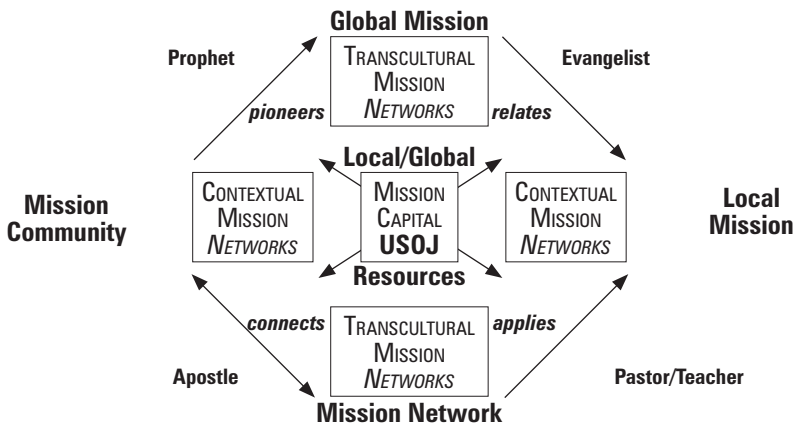 Global Mission
Prophet
Evangelist
Transcultural
Mission
Networks
pioneers
relates
Local/Global
Mission
Community
Contextual
Mission
Networks
Mission
Capital
USOJ
Contextual
Mission
Networks
Local
Mission
Resources
connects
applies
Transcultural
Mission
Networks
Apostle
Pastor/Teacher
Mission Network